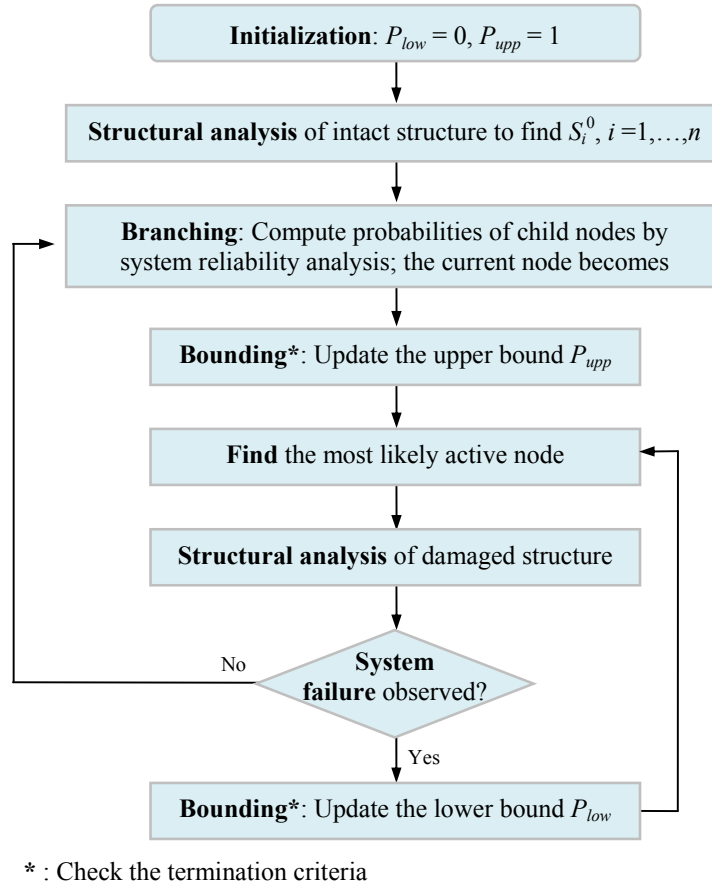 Initialization: P_low = 0, P_upp = 1
Structural analysis of intact structure to find S_i^0, i =1,…,n
Branching: Compute probabilities of child nodes by
system reliability analysis; the current node becomes
Bounding*: Update the upper bound P_upp
Find the most likely active node
Structural analysis of damaged structure
No
System
failure observed?
Yes
Bounding*: Update the lower bound P_low
* : Check the termination criteria